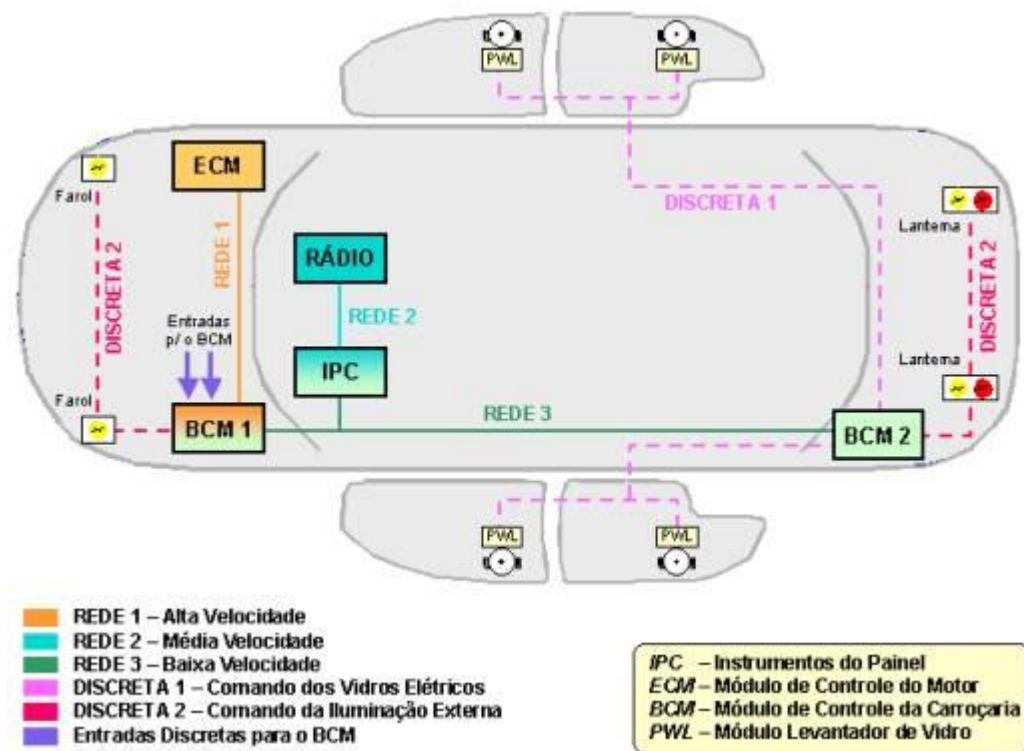 PWL
PWL
ECM
Farol
REDE 1
DISCRETA 2
DISCRETA 1
Lanterna
RÁDIO
REDE 2
Entradas
p/ o BCM
IPC
Farol
BCM 1
REDE 3
BCM 2
Lanterna
DISCRETA 2
PWL
PWL
REDE 1 – Alta Velocidade
REDE 2 – Média Velocidade
REDE 3 – Baixa Velocidade
DISCRETA 1 – Comando dos Vidros Elétricos
DISCRETA 2 – Comando da Iluminação Externa
Entradas Discretas para o BCM
IPC – Instrumentos do Painel
ECM – Módulo de Controle do Motor
BCM – Módulo de Controle da Carroçaria
PWL – Módulo Levantador de Vidro